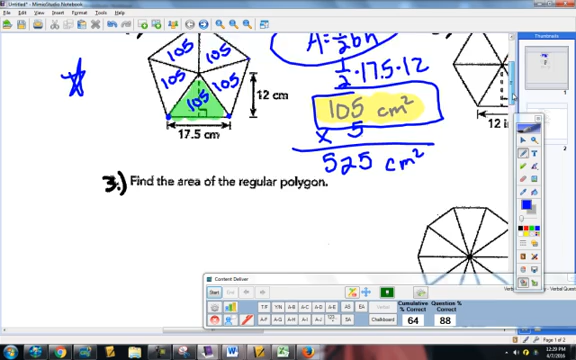 Untitled* - MimioStudio Notebook
File Edit View Insert Format Tools Help
105 105
105 105
105
12 cm
17.5 cm
A=½bh
½·17.5·12
105 cm²
x 5
525 cm²
12 in
3.) Find the area of the regular polygon.
Thumbnails
Content Deliver
Start
T-F Y-N A-B A-C A-D A-E
A-F A-G A-H A-I A-J
Chalkboard
Cumulative % Correct
Question % Correct
64 88
Page 1 of 2
12:29 PM